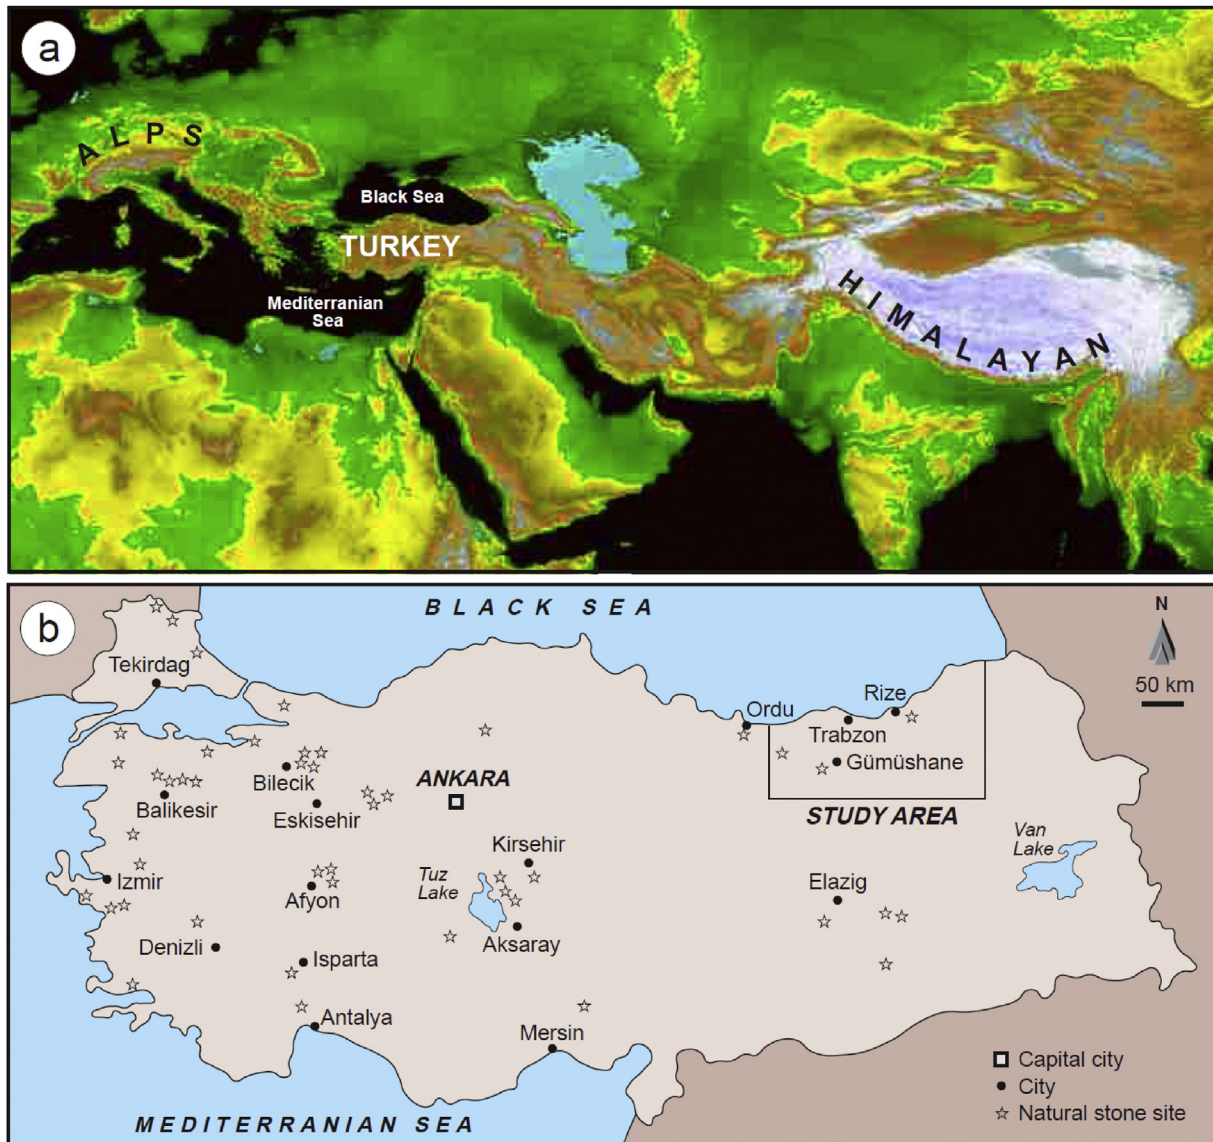 a
ALPS
Black Sea
TURKEY
Mediterranian
Sea
HIMALAYAN
b
BLACK SEA
N
50 km
Tekirdag
Ordu
Rize
Trabzon
Gümüshane
Bilecik
ANKARA
Balikesir
Eskisehir
STUDY AREA
Kirsehir
Van
Lake
Tuz
Lake
Izmir
Afyon
Elazig
Denizli
Aksaray
Isparta
Antalya
Mersin
Capital city
City
Natural stone site
MEDITERRANIAN SEA